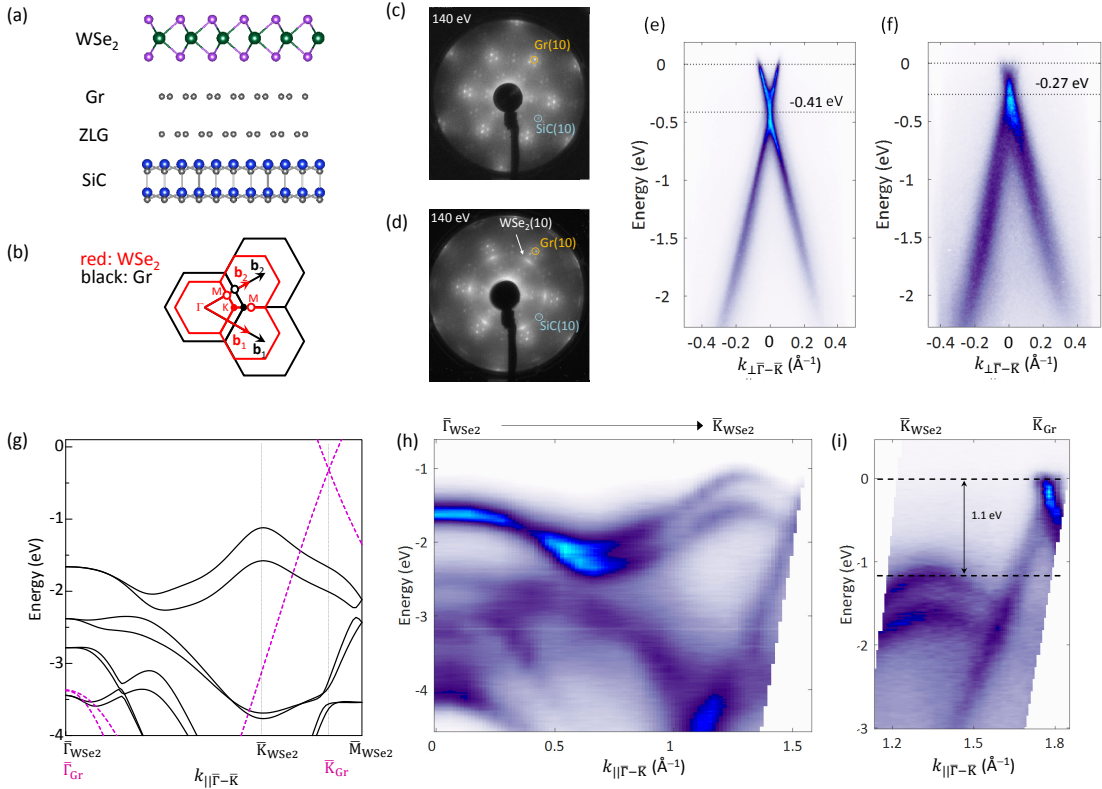 (a)
WSe2
Gr
ZLG
SiC
(b)
red: WSe2
black: Gr
b2
b2
M
M
Γ
K
b1
b1
(c)
140 eV
Gr(10)
SiC(10)
(d)
140 eV
WSe2(10)
Gr(10)
SiC(10)
(e)
Energy (eV)
0
-0.5
-1
-1.5
-2
-0.41 eV
-0.4 -0.2 0 0.2 0.4
k⊥Γ̄−K̄ (Å⁻¹)
(f)
Energy (eV)
0
-0.5
-1
-1.5
-2
-0.27 eV
-0.4 -0.2 0 0.2 0.4
k⊥Γ̄−K̄ (Å⁻¹)
(g)
Energy (eV)
0
-1
-2
-3
-4
Γ̄WSe2 K̄WSe2 M̄WSe2
Γ̄Gr k||Γ̄−K̄ K̄Gr
(h)
Γ̄WSe2 K̄WSe2
Energy (eV)
-1
-2
-3
-4
0 0.5 1 1.5
k||Γ̄−K̄ (Å⁻¹)
(i)
K̄WSe2 K̄Gr
Energy (eV)
0
-1
-2
-3
1.1 eV
1.2 1.5 1.8
k||Γ̄−K̄ (Å⁻¹)